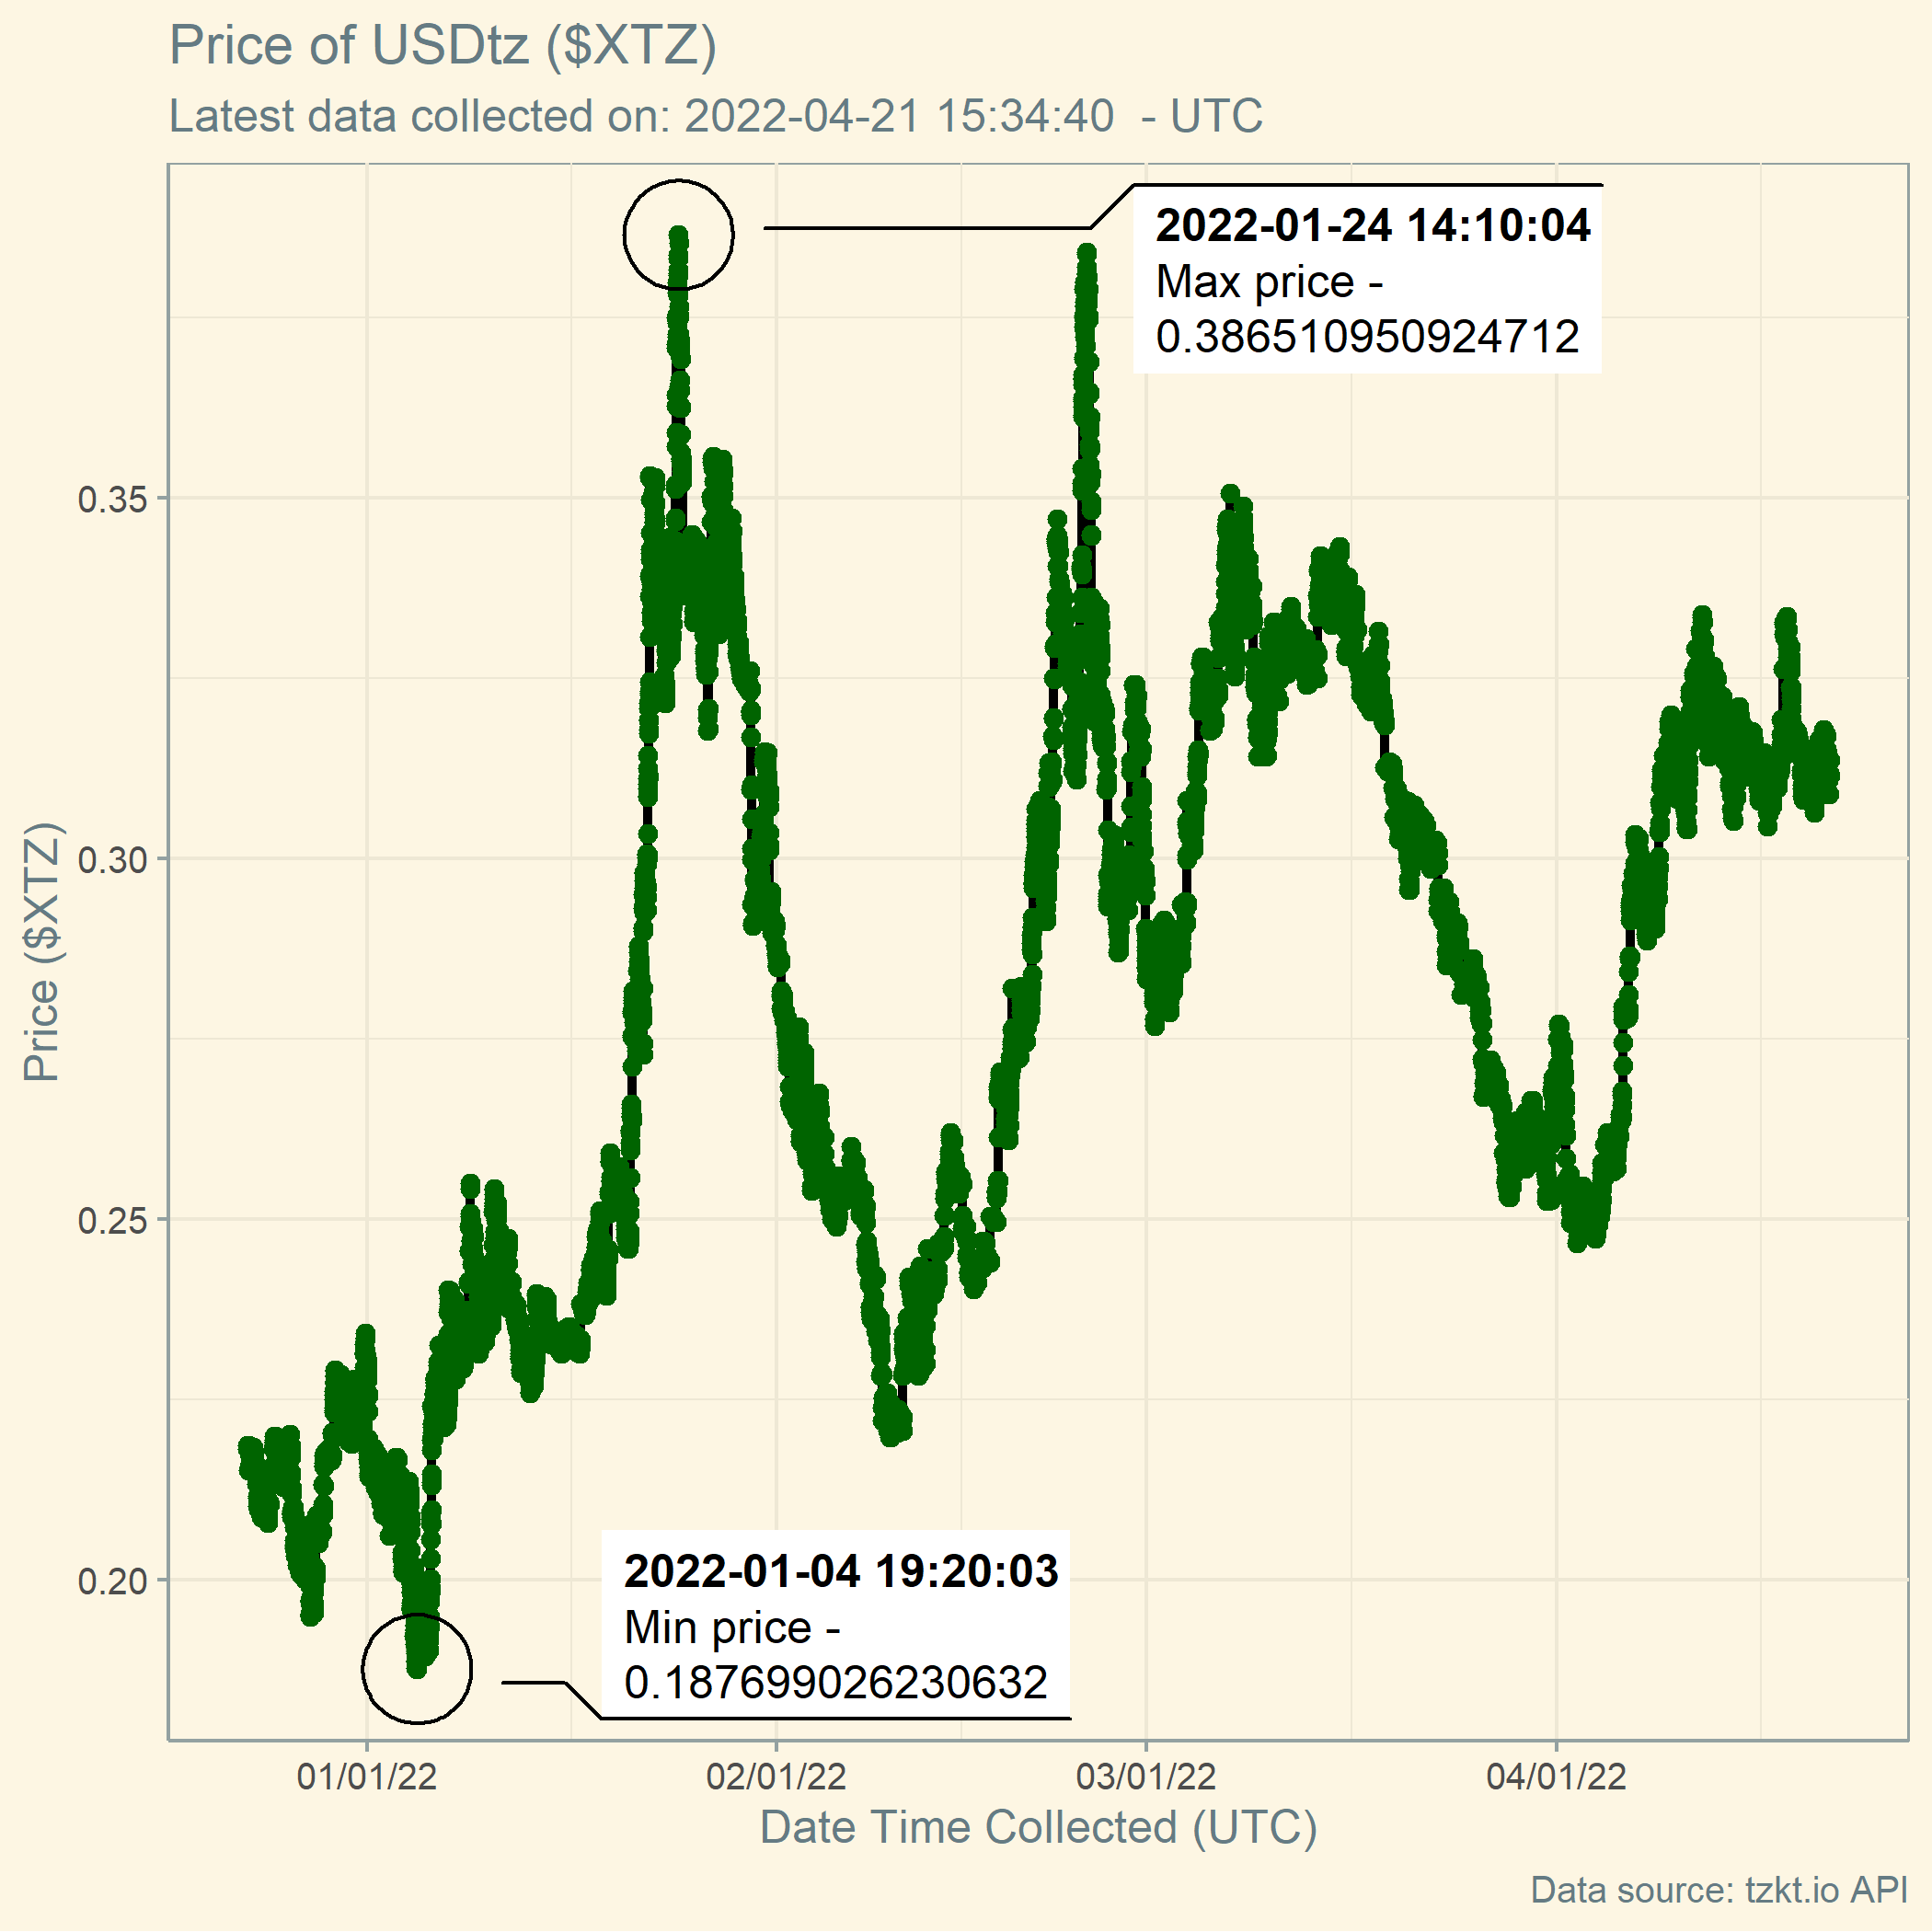 Price of USDtz ($XTZ)
Latest data collected on: 2022-04-21 15:34:40  - UTC
2022-01-24 14:10:04
Max price -
0.386510950924712
0.35
0.30
0.25
0.20
Price ($XTZ)
2022-01-04 19:20:03
Min price -
0.187699026230632
01/01/22
02/01/22
03/01/22
04/01/22
Date Time Collected (UTC)
Data source: tzkt.io API